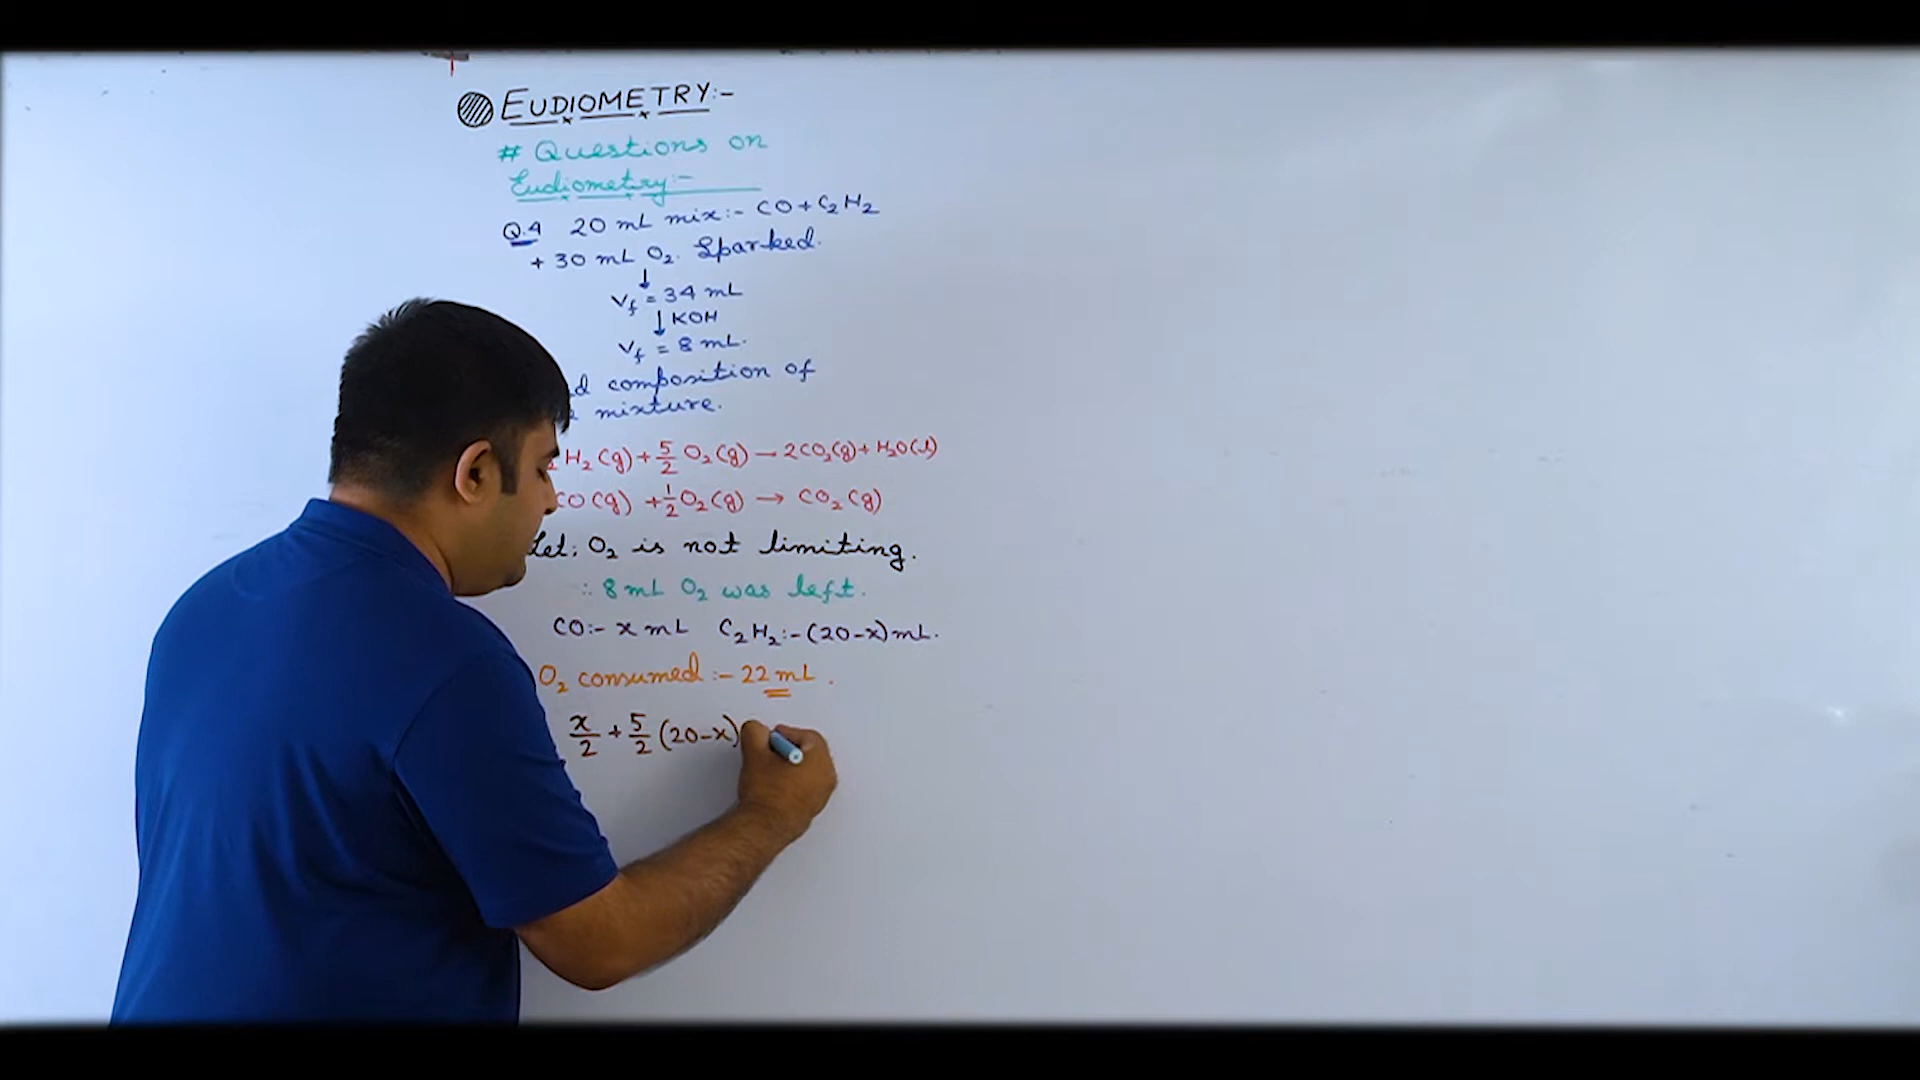 EUDIOMETRY:-
# Questions on
Eudiometry:-
Q.4 20 mL mix:- CO+C₂H₂
+ 30 mL O₂. Sparked.
↓
V_f = 34 mL
↓ KOH
V_f = 8 mL.
composition of
mixture.
H₂(g)+5/2 O₂(g) → 2CO₂(g)+H₂O(l)
CO(g) +1/2 O₂(g) → CO₂(g)
Let; O₂ is not limiting.
∴ 8 mL O₂ was left.
CO:- x mL C₂H₂:-(20-x)mL.
O₂ consumed:- 22 mL.
x/2 + 5/2 (20-x)